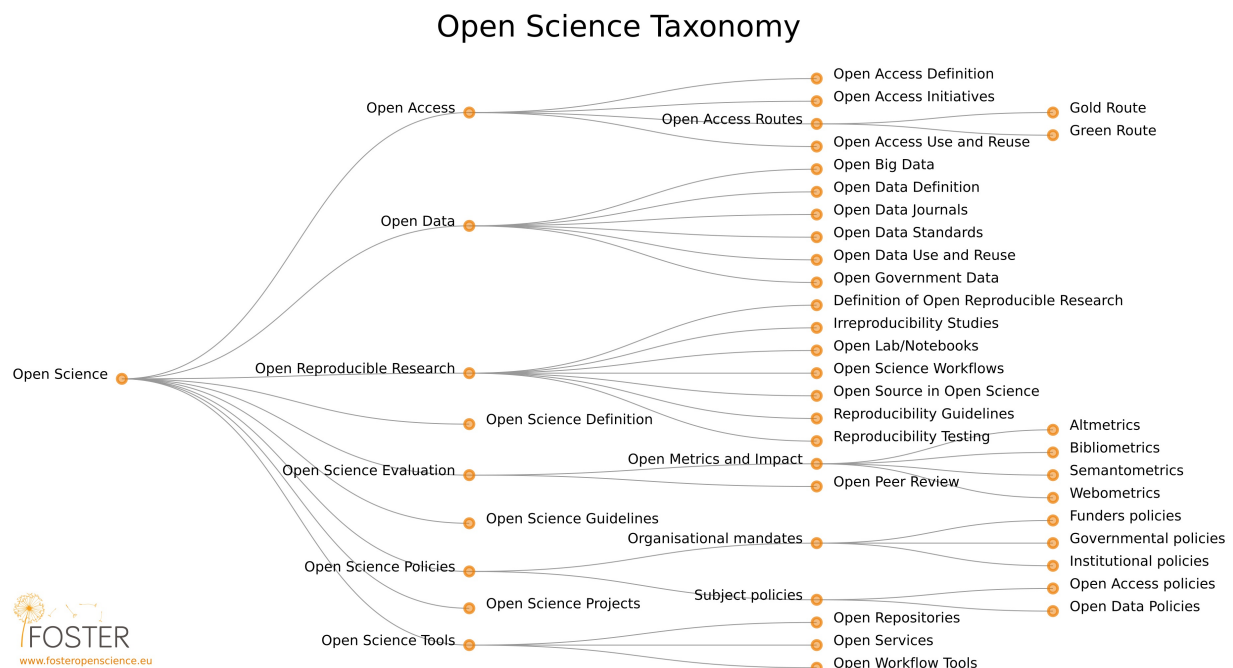 Open Science Taxonomy
Open Science
Open Access
Open Access Definition
Open Access Initiatives
Open Access Routes
Gold Route
Green Route
Open Access Use and Reuse
Open Data
Open Big Data
Open Data Definition
Open Data Journals
Open Data Standards
Open Data Use and Reuse
Open Government Data
Open Reproducible Research
Definition of Open Reproducible Research
Irreproducibility Studies
Open Lab/Notebooks
Open Science Workflows
Open Source in Open Science
Reproducibility Guidelines
Reproducibility Testing
Open Science Definition
Open Science Evaluation
Open Metrics and Impact
Altmetrics
Bibliometrics
Semantometrics
Webometrics
Open Peer Review
Open Science Guidelines
Open Science Policies
Organisational mandates
Funders policies
Governmental policies
Institutional policies
Subject policies
Open Access policies
Open Data Policies
Open Science Projects
Open Science Tools
Open Repositories
Open Services
Open Workflow Tools
FOSTER
www.fosteropenscience.eu